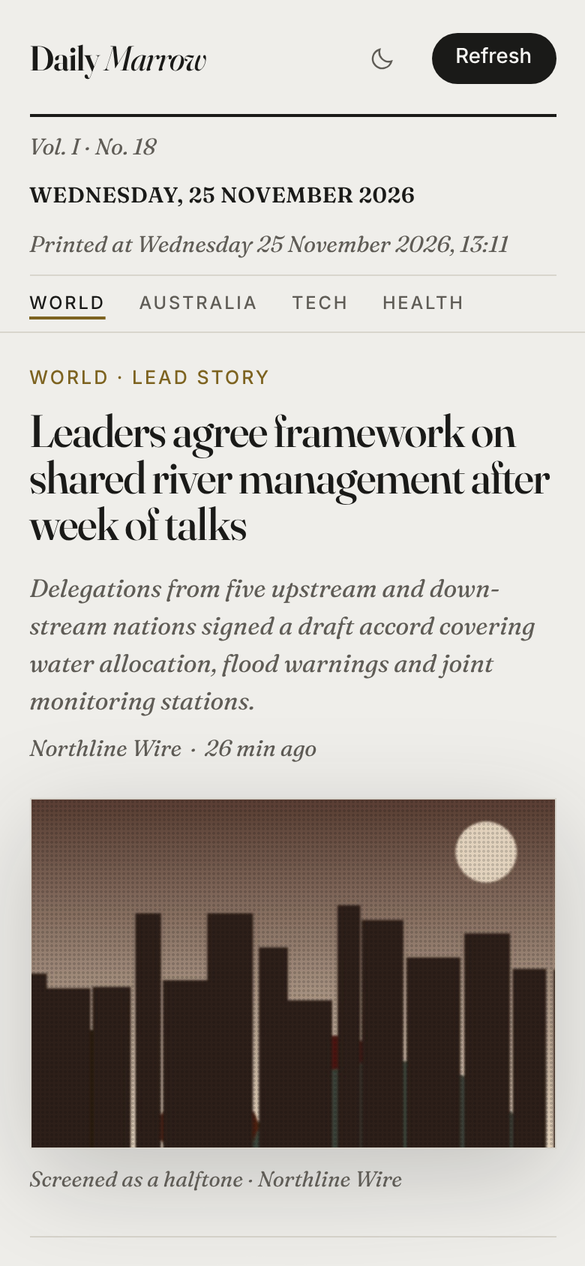 Daily Marrow
Refresh
Vol. I · No. 18
WEDNESDAY, 25 NOVEMBER 2026
Printed at Wednesday 25 November 2026, 13:11
WORLD AUSTRALIA TECH HEALTH
WORLD · LEAD STORY
Leaders agree framework on
shared river management after
week of talks
Delegations from five upstream and down-
stream nations signed a draft accord covering
water allocation, flood warnings and joint
monitoring stations.
Northline Wire · 26 min ago
Screened as a halftone · Northline Wire